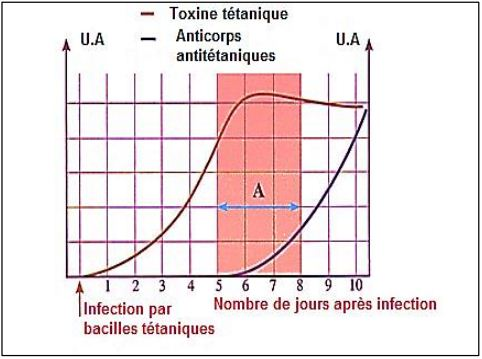 Toxine tétanique
U.A
Anticorps
antitétaniques
U.A
A
1 2 3 4 5 6 7 8 9 10
Infection par
bacilles tétaniques
Nombre de jours après infection